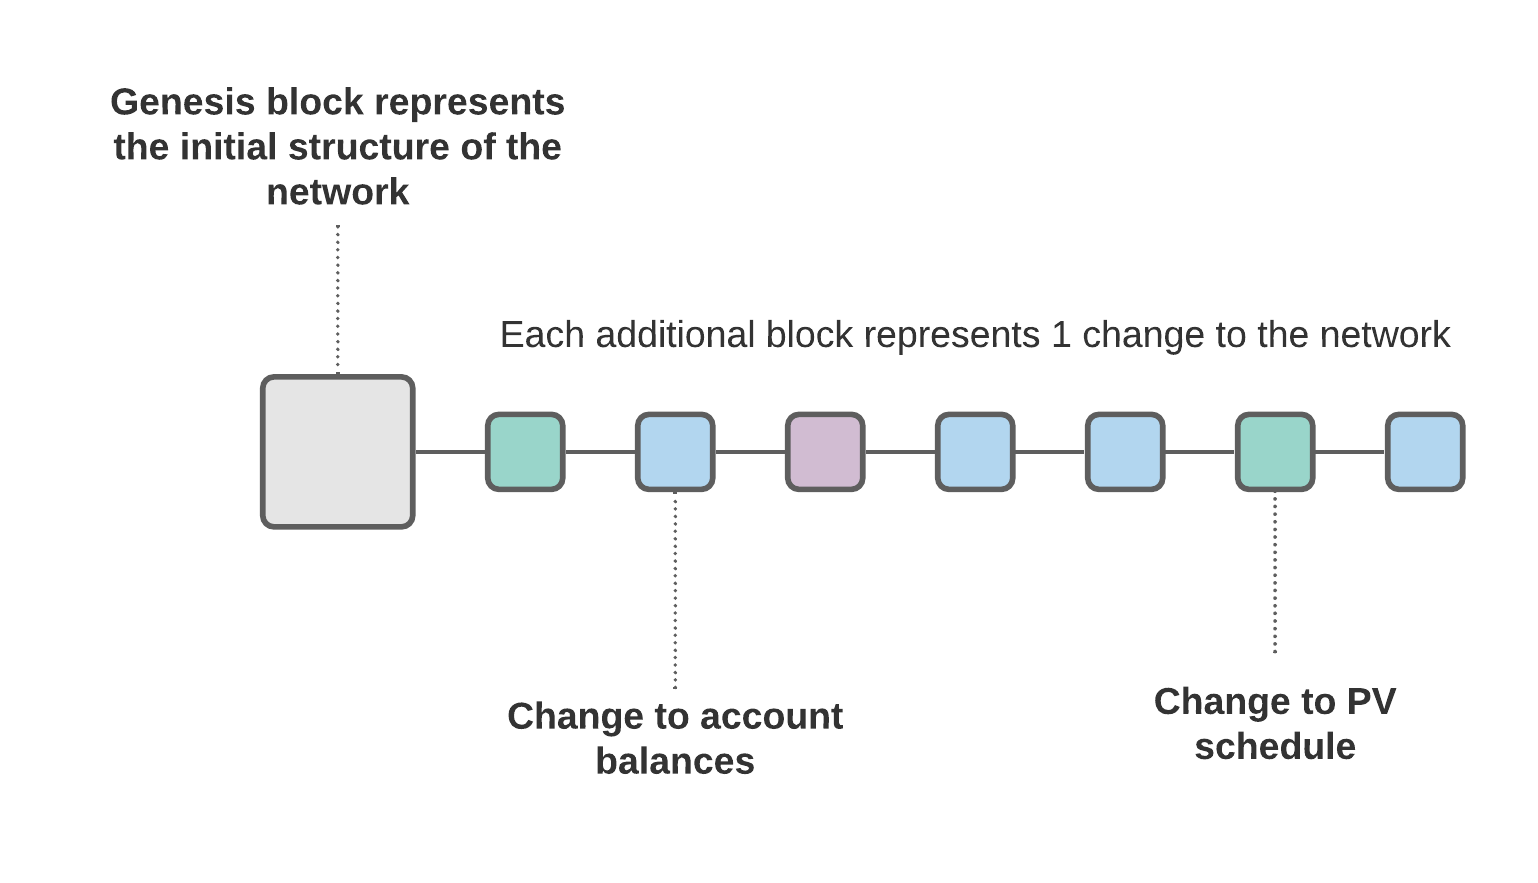 Genesis block represents
the initial structure of the
network
Each additional block represents 1 change to the network
Change to account
balances
Change to PV
schedule